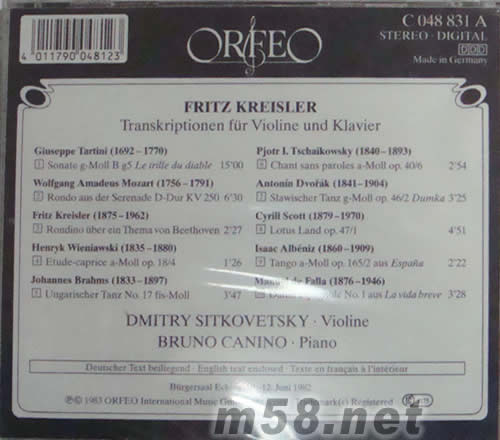 4 011790 048123
ORFEO
C 048 831 A
STEREO · DIGITAL
DDD
Made in Germany
FRITZ KREISLER
Transkriptionen für Violine und Klavier
Giuseppe Tartini (1692–1770)
1 Sonate g-Moll B g5 Le trille du diable 15'00
Wolfgang Amadeus Mozart (1756–1791)
2 Rondo aus der Serenade D-Dur KV 250 6'30
Fritz Kreisler (1875–1962)
3 Rondino über ein Thema von Beethoven 2'27
Henryk Wieniawski (1835–1880)
4 Etude-caprice a-Moll op. 18/4 1'26
Johannes Brahms (1833–1897)
5 Ungarischer Tanz No. 17 fis-Moll 3'47
Pjotr I. Tschaikowsky (1840–1893)
6 Chant sans paroles a-Moll op. 40/6 2'54
Antonín Dvořák (1841–1904)
7 Slawischer Tanz g-Moll op. 46/2 Dumka 3'25
Cyrill Scott (1879–1970)
8 Lotus Land op. 47/1 4'51
Isaac Albéniz (1860–1909)
9 Tango a-Moll op. 165/2 aus España 2'22
de Falla (1876–1946)
No. 1 aus La vida breve 3'28
DMITRY SITKOVETSKY · Violine
BRUNO CANINO · Piano
Deutscher Text beiliegend · English text enclosed · Texte en français à l'intérieur
Bürgersaal 12. Juni 1982
℗ © 1983 ORFEO International Music Trademark(s) Registered
m58.net